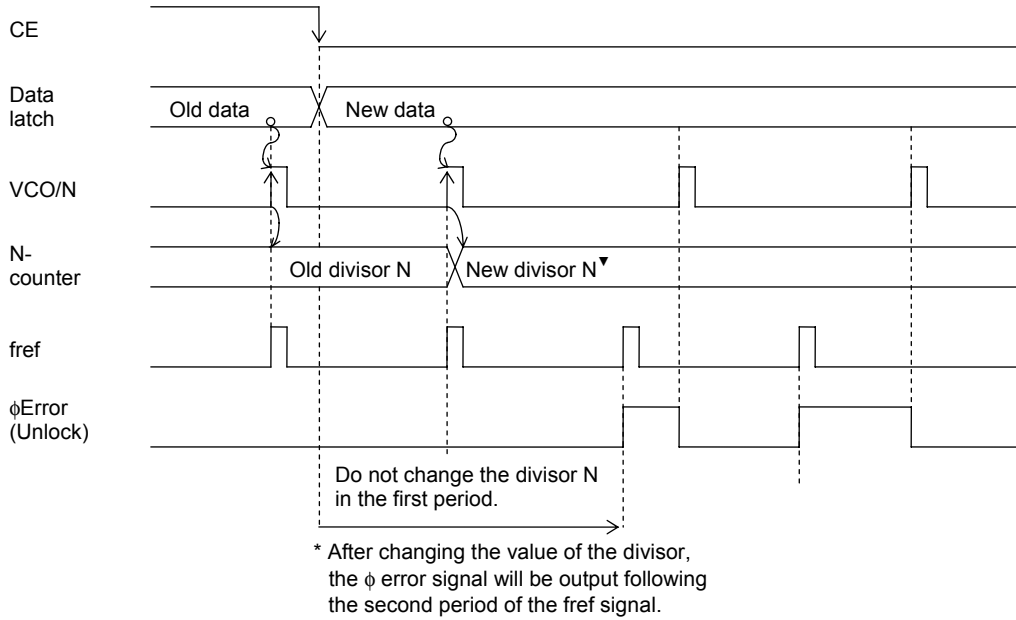 CE
Data
latch
Old data
New data
VCO/N
N-
counter
Old divisor N
New divisor N▼
fref
ϕError
(Unlock)
Do not change the divisor N
in the first period.
* After changing the value of the divisor,
the ϕ error signal will be output following
the second period of the fref signal.